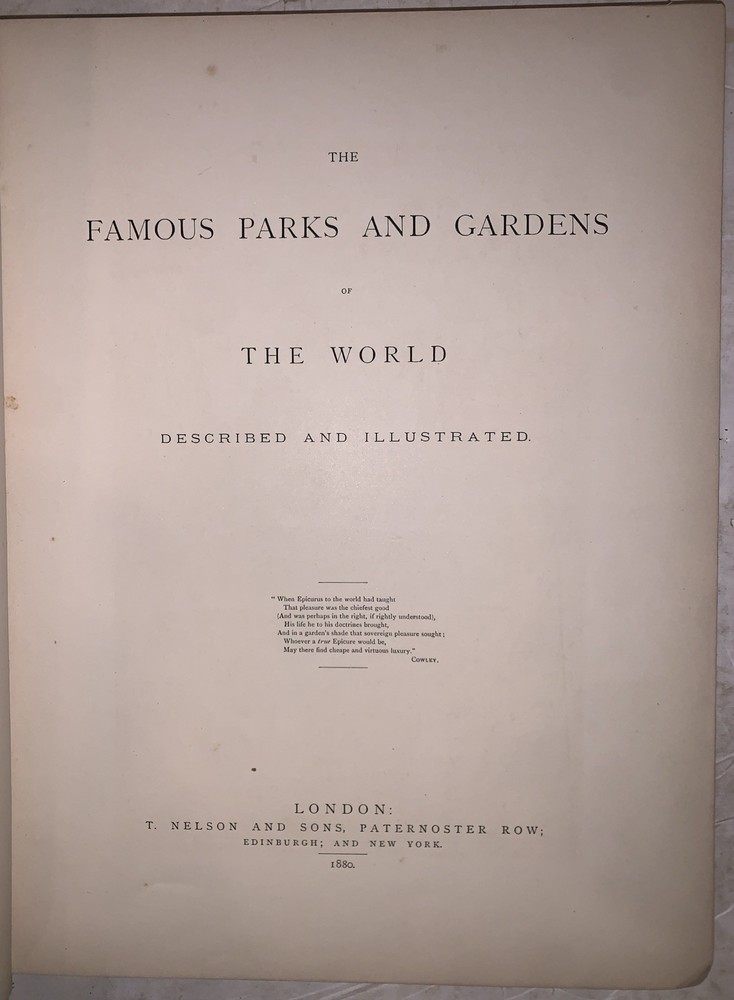 THE
FAMOUS PARKS AND GARDENS
OF
THE WORLD
DESCRIBED AND ILLUSTRATED.
" When Epicurus to the world had taught
That pleasure was the chiefest good
(And was perhaps in the right, if rightly understood),
His life he to his doctrines brought,
And in a garden's shade that sovereign pleasure sought;
Whoever a true Epicure would be,
May there find cheap and virtuous luxury."
COWLEY.
LONDON:
T. NELSON AND SONS, PATERNOSTER ROW;
EDINBURGH; AND NEW YORK.
1880.